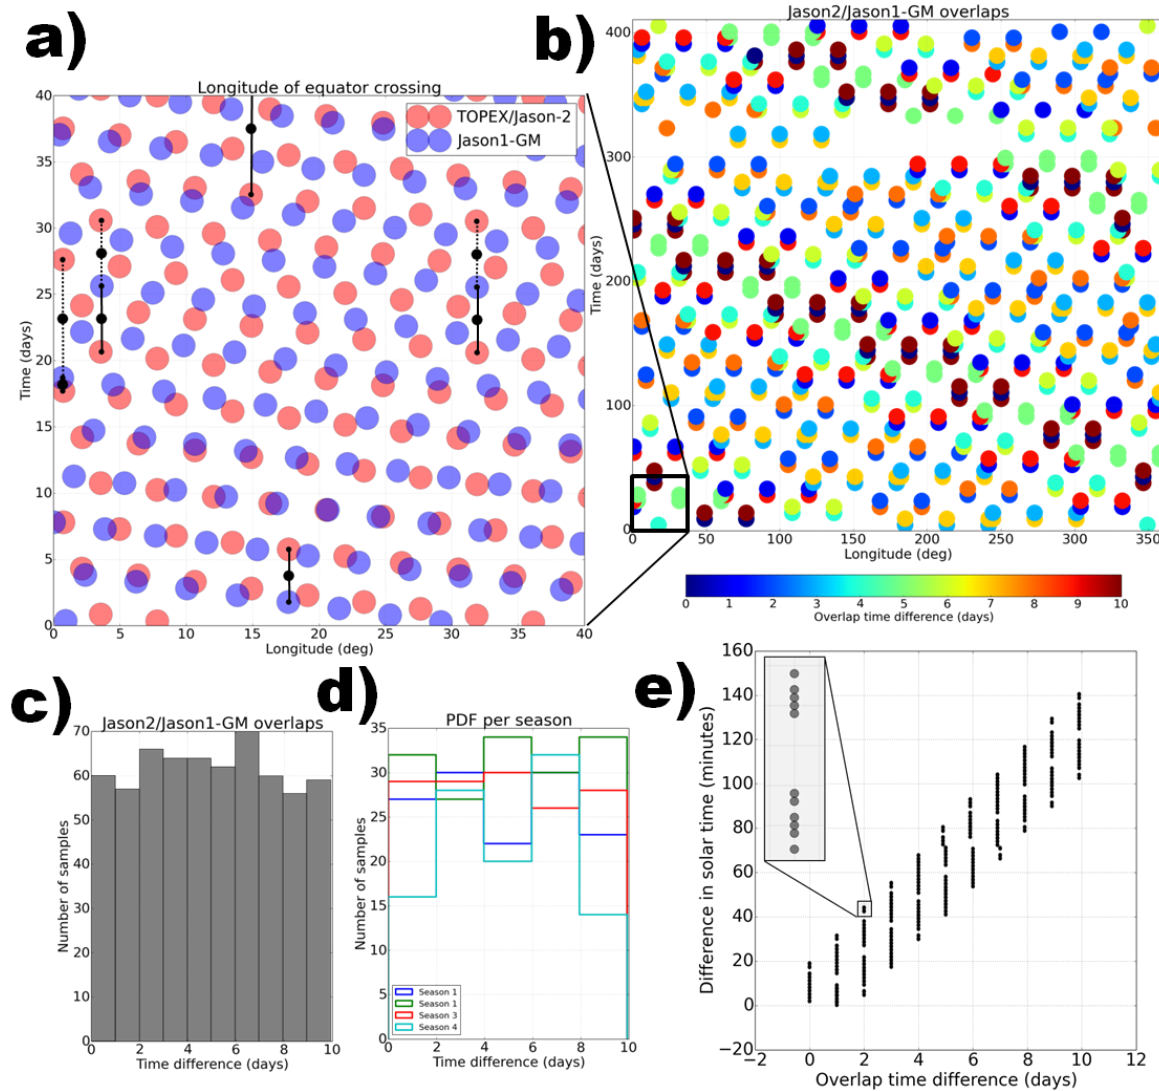 a)
Longitude of equator crossing
TOPEX/Jason-2
Jason1-GM
40
35
30
25
20
15
10
5
0
Time (days)
0 5 10 15 20 25 30 35 40
Longitude (deg)
b)
Jason2/Jason1-GM overlaps
400
300
200
100
0
Time (days)
0 50 100 150 200 250 300 350
Longitude (deg)
0 1 2 3 4 5 6 7 8 9 10
Overlap time difference (days)
c)
Jason2/Jason1-GM overlaps
70
60
50
40
30
20
10
0
Number of samples
0 2 4 6 8 10
Time difference (days)
d)
PDF per season
35
30
25
20
15
10
5
0
Number of samples
Season 1
Season 1
Season 3
Season 4
0 2 4 6 8 10
Time difference (days)
e)
160
140
120
100
80
60
40
20
0
−20
Difference in solar time (minutes)
−2 0 2 4 6 8 10 12
Overlap time difference (days)